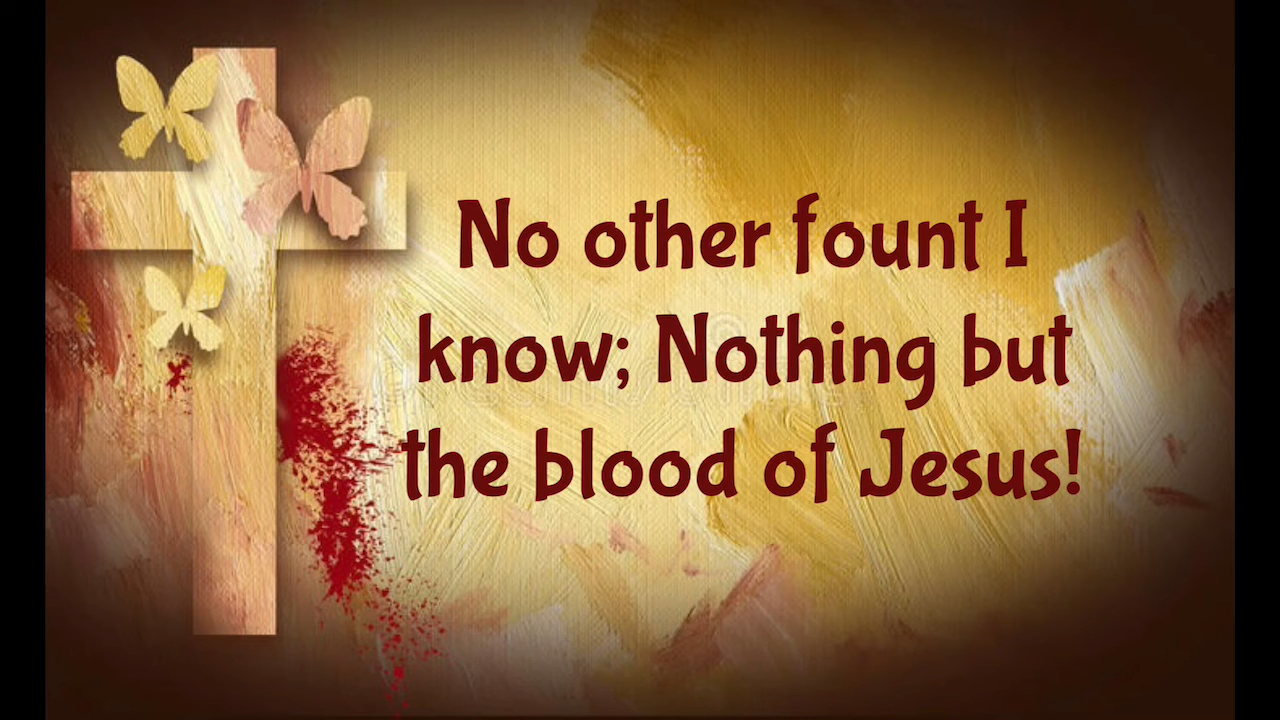 No other fount I
know; Nothing but
the blood of Jesus!